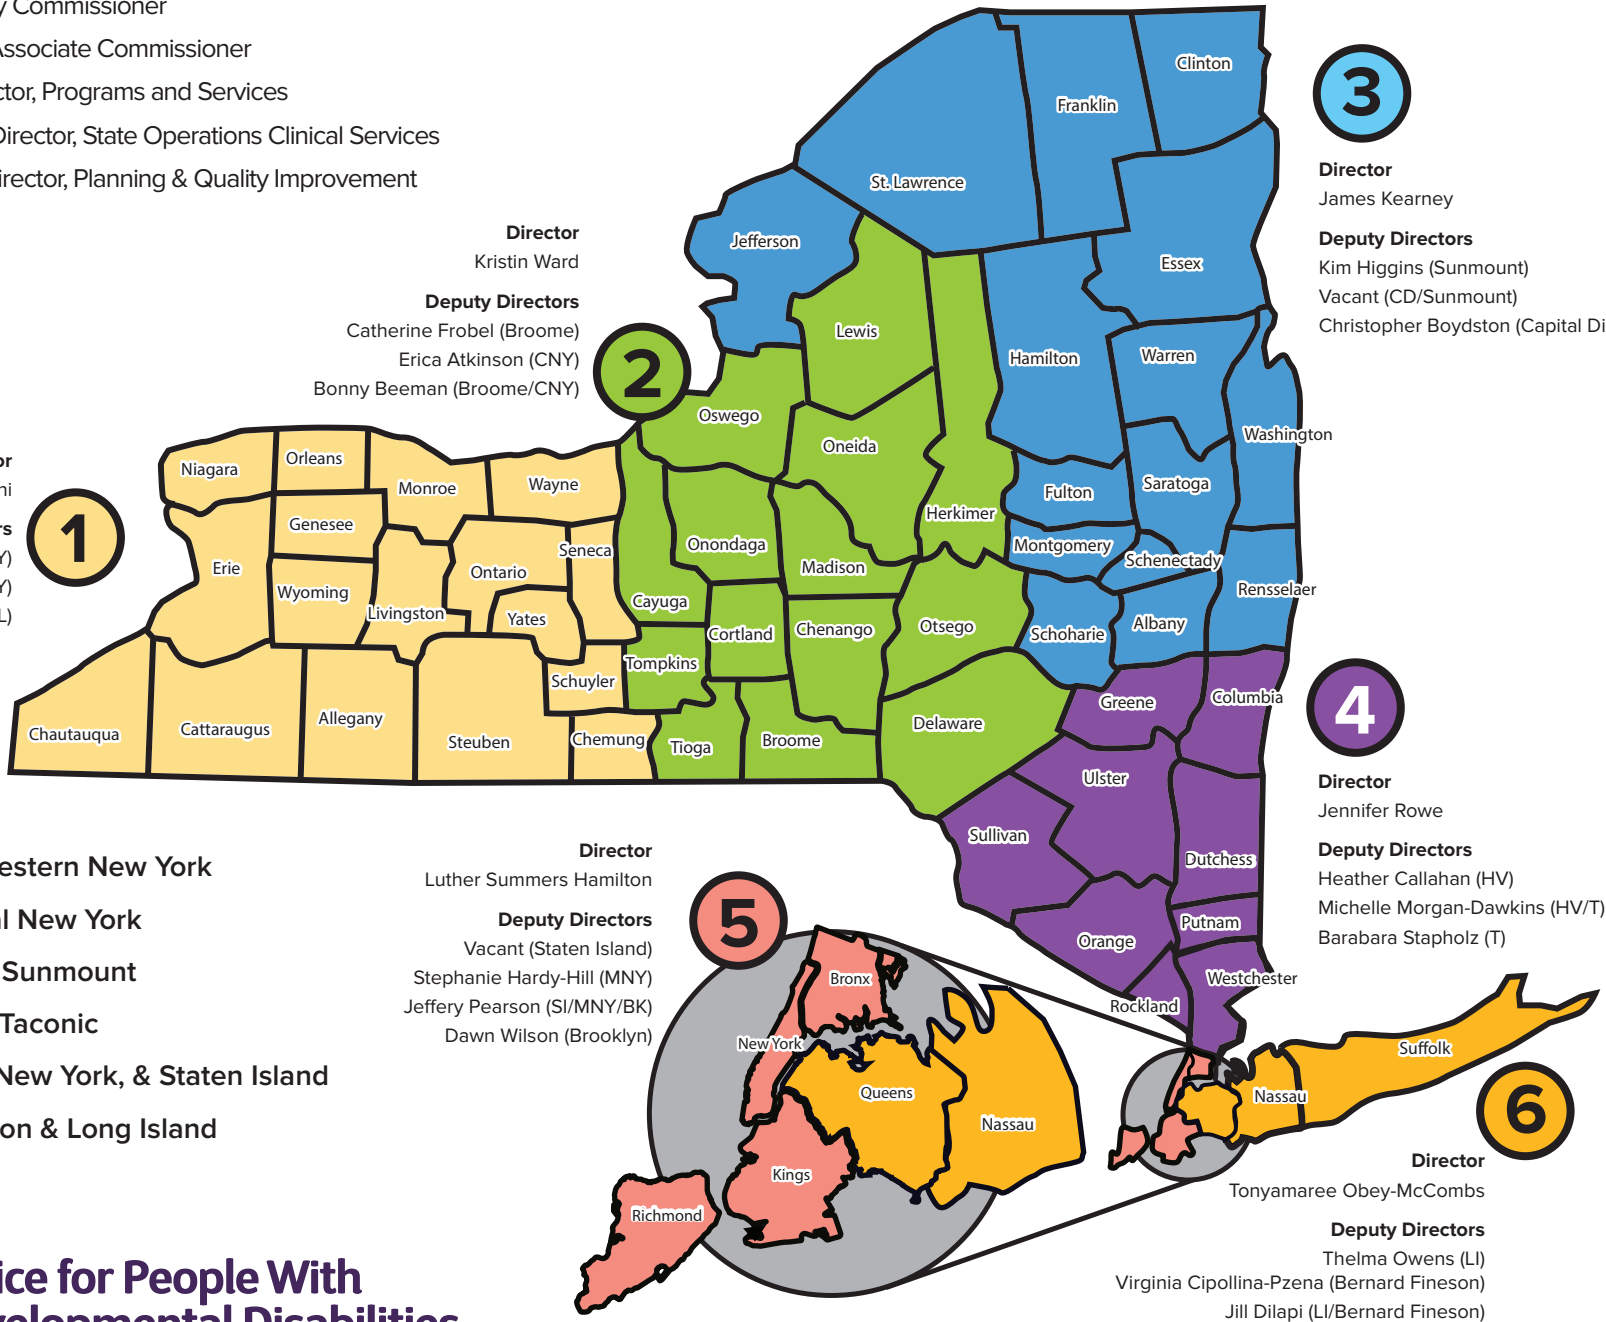 y Commissioner
Associate Commissioner
ctor, Programs and Services
Director, State Operations Clinical Services
irector, Planning & Quality Improvement
Director
Kristin Ward
Deputy Directors
Catherine Frobel (Broome)
Erica Atkinson (CNY)
Bonny Beeman (Broome/CNY)
2
3
Director
James Kearney
Deputy Directors
Kim Higgins (Sunmount)
Vacant (CD/Sunmount)
Christopher Boydston (Capital Di
or
ni
rs
Y)
Y)
L)
1
Clinton
Franklin
St. Lawrence
Jefferson
Essex
Lewis
Hamilton
Warren
Oswego
Oneida
Washington
Niagara
Orleans
Monroe
Wayne
Fulton
Saratoga
Herkimer
Genesee
Onondaga
Madison
Montgomery
Schenectady
Seneca
Erie
Ontario
Wyoming
Livingston
Yates
Cayuga
Cortland
Chenango
Otsego
Schoharie
Albany
Rensselaer
Tompkins
Schuyler
Chautauqua
Cattaraugus
Allegany
Steuben
Chemung
Tioga
Broome
Delaware
Greene
Columbia
Ulster
Sullivan
Dutchess
Putnam
Orange
Westchester
Rockland
4
Director
Jennifer Rowe
Deputy Directors
Heather Callahan (HV)
Michelle Morgan-Dawkins (HV/T)
Barabara Stapholz (T)
estern New York
l New York
Sunmount
Taconic
New York, & Staten Island
on & Long Island
Director
Luther Summers Hamilton
Deputy Directors
Vacant (Staten Island)
Stephanie Hardy-Hill (MNY)
Jeffery Pearson (SI/MNY/BK)
Dawn Wilson (Brooklyn)
5
Bronx
New York
Queens
Nassau
Kings
Richmond
Suffolk
Nassau
6
Director
Tonyamaree Obey-McCombs
Deputy Directors
Thelma Owens (LI)
Virginia Cipollina-Pzena (Bernard Fineson)
Jill Dilapi (LI/Bernard Fineson)
ice for People With
velopmental Disabilities